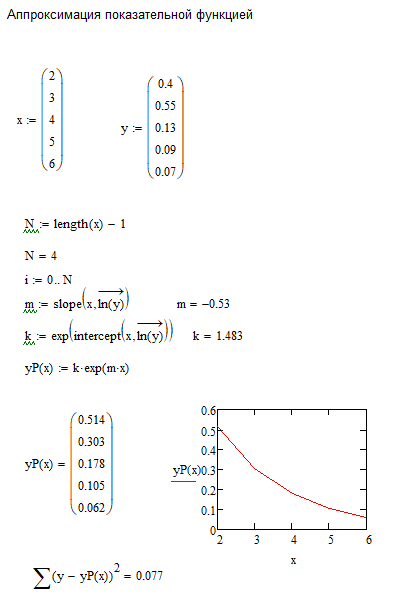 Аппроксимация показательной функцией
x := (2 3 4 5 6)
y := (0.4 0.55 0.13 0.09 0.07)
N := length(x) − 1
N = 4
i := 0.. N
m := slope(x, ln(y)) m = −0.53
k := exp(intercept(x, ln(y))) k = 1.483
yP(x) := k·exp(m·x)
yP(x) = (0.514 0.303 0.178 0.105 0.062)
0.6
0.5
0.4
yP(x) 0.3
0.2
0.1
0
2 3 4 5 6
x
∑(y − yP(x))² = 0.077